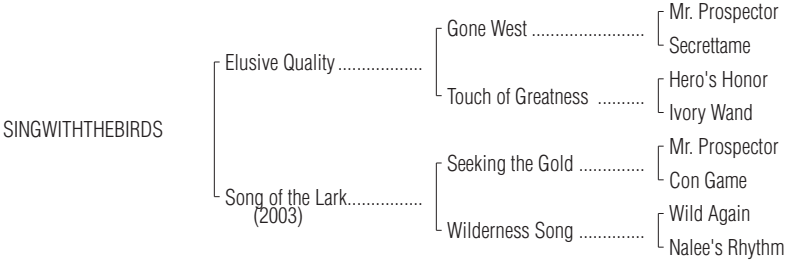 Mr. Prospector
Gone West ......................
Secrettame
Elusive Quality .................
Hero's Honor
Touch of Greatness ..........
Ivory Wand
SINGWITHTHEBIRDS
Mr. Prospector
Seeking the Gold ..............
Con Game
Song of the Lark...............
(2003)
Wild Again
Wilderness Song ..............
Nalee's Rhythm